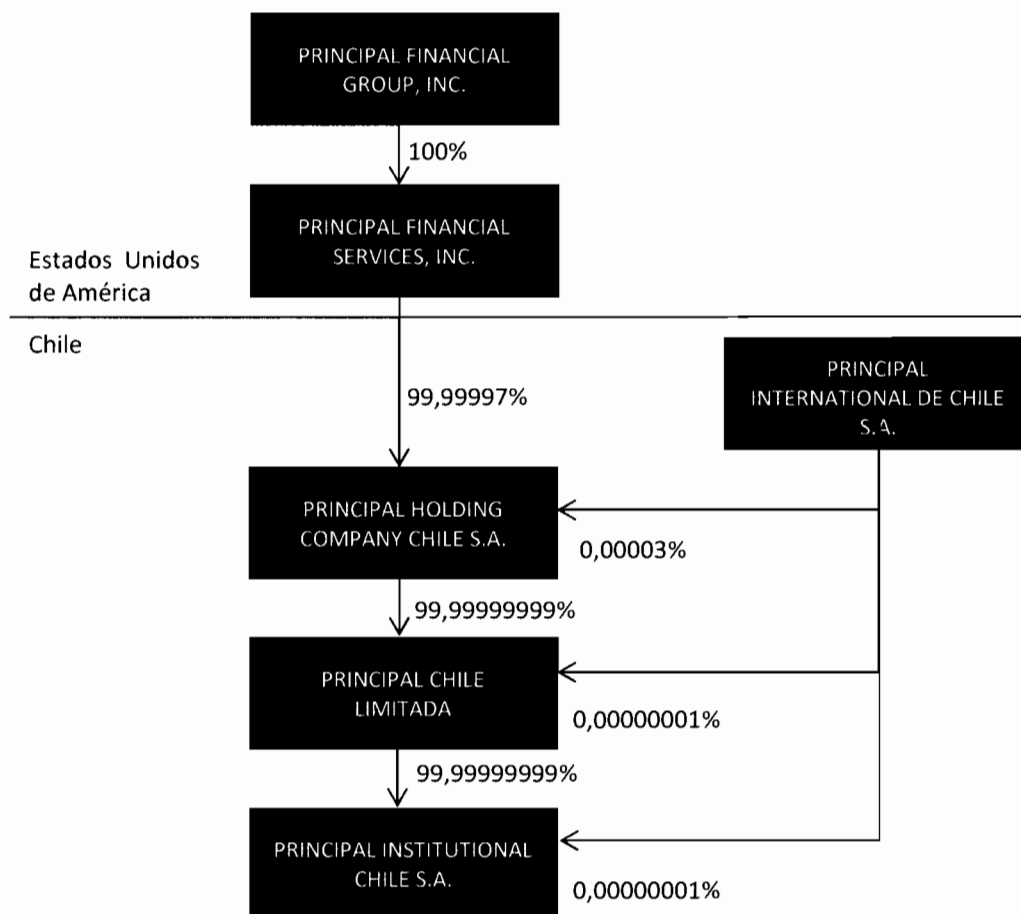 PRINCIPAL FINANCIAL
GROUP, INC.
100%
PRINCIPAL FINANCIAL
SERVICES, INC.
Estados Unidos
de América
Chile
99,99997%
PRINCIPAL
INTERNATIONAL DE CHILE
S.A.
PRINCIPAL HOLDING
COMPANY CHILE S.A.
0,00003%
99,99999999%
PRINCIPAL CHILE
LIMITADA
0,00000001%
99,99999999%
PRINCIPAL INSTITUTIONAL
CHILE S.A.
0,00000001%